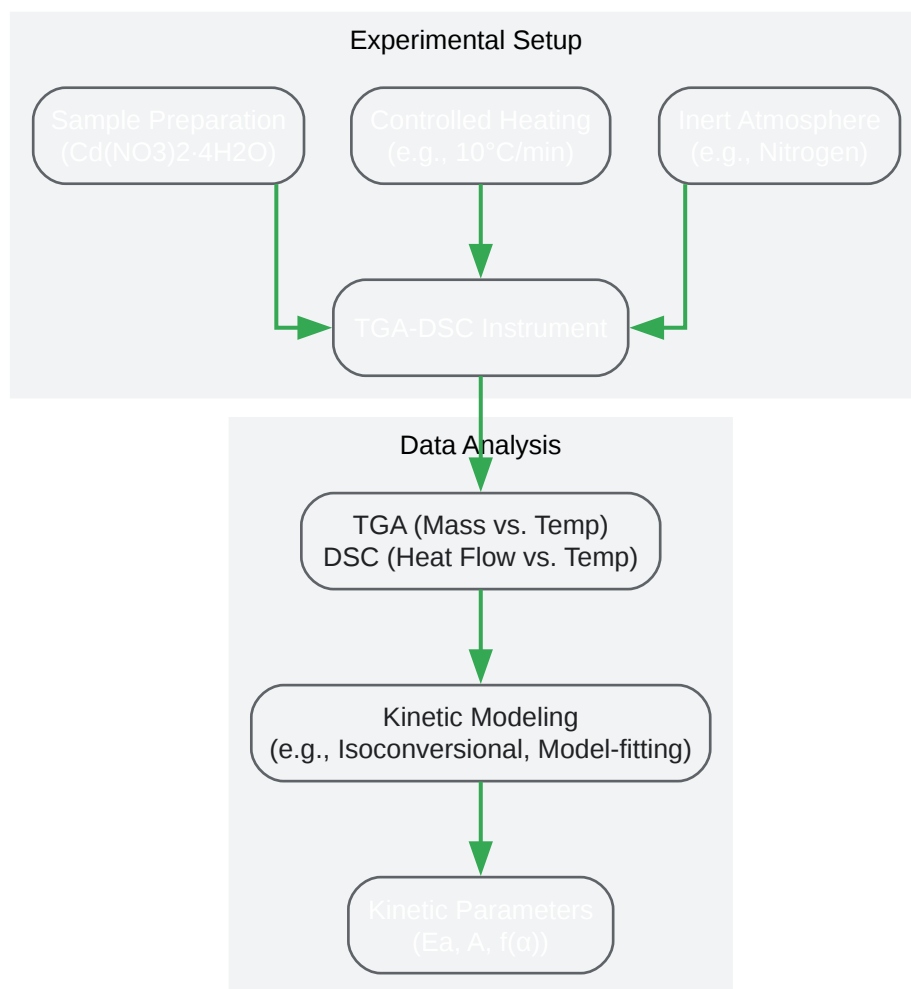 Experimental Setup
Sample Preparation
(Cd(NO3)2·4H2O)
Controlled Heating
(e.g., 10°C/min)
Inert Atmosphere
(e.g., Nitrogen)
TGA-DSC Instrument
Data Analysis
TGA (Mass vs. Temp)
DSC (Heat Flow vs. Temp)
Kinetic Modeling
(e.g., Isoconversional, Model-fitting)
Kinetic Parameters
(Ea, A, f(α))